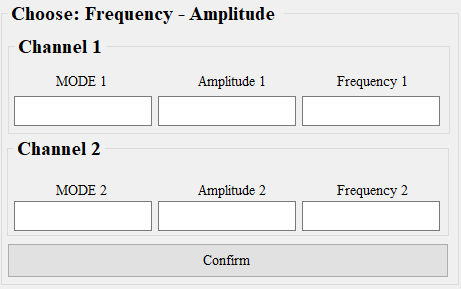 Choose: Frequency - Amplitude
Channel 1
MODE 1 Amplitude 1 Frequency 1
Channel 2
MODE 2 Amplitude 2 Frequency 2
Confirm